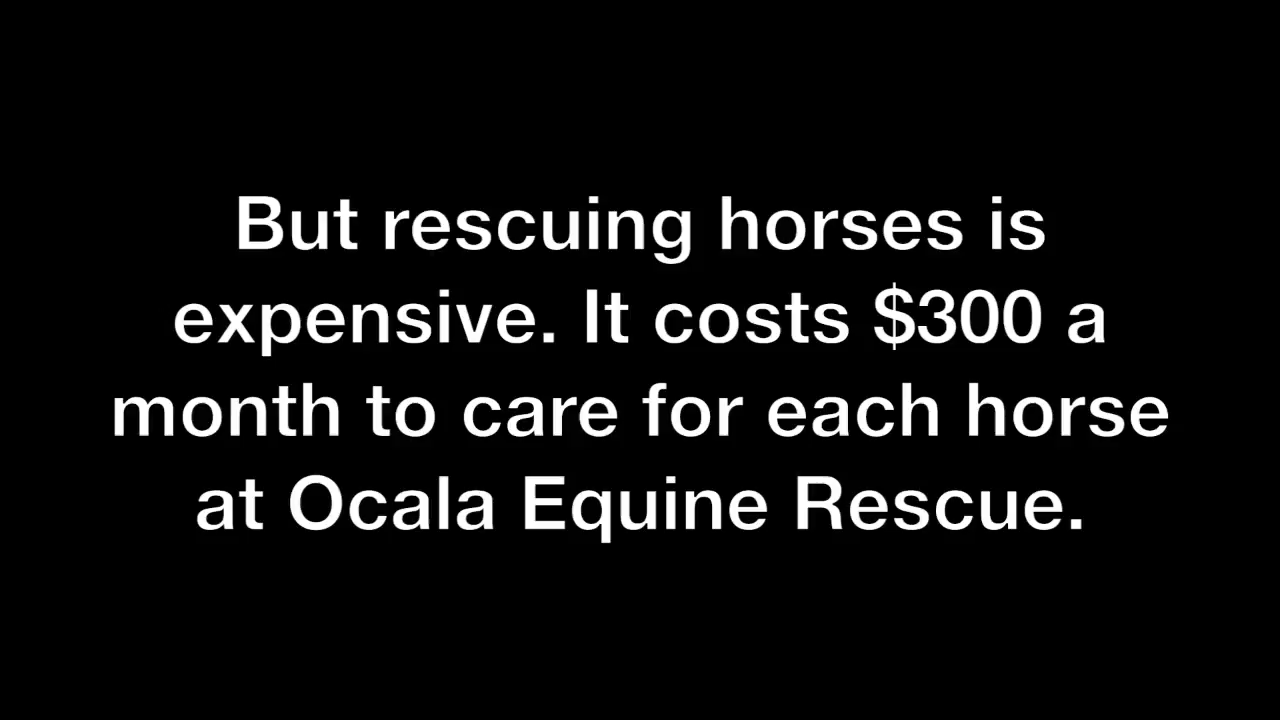 But rescuing horses is
expensive. It costs $300 a
month to care for each horse
at Ocala Equine Rescue.